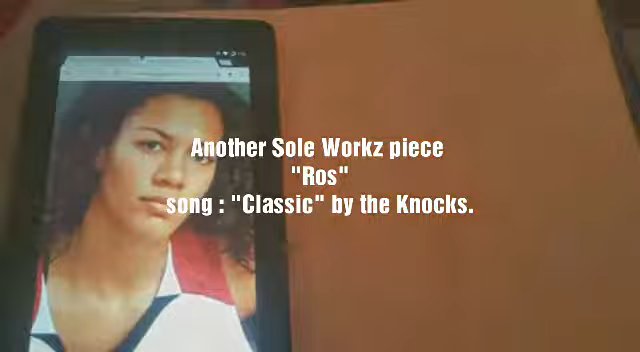 Another Sole Workz piece
"Ros"
song : "Classic" by the Knocks.